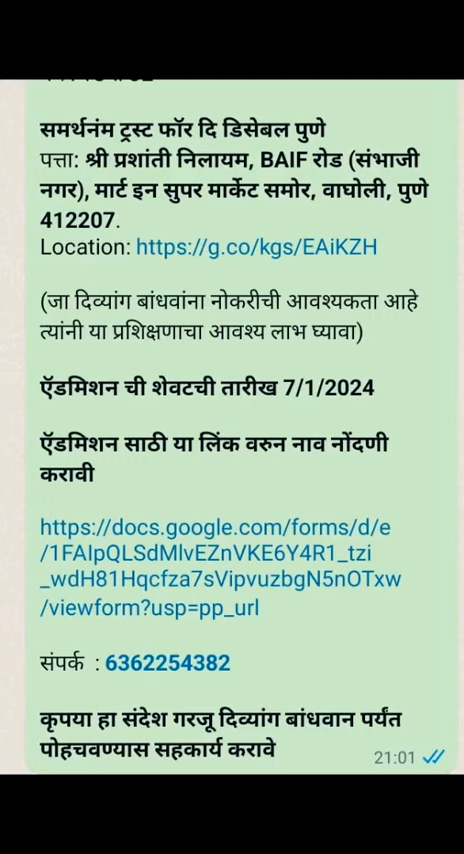 समर्थनंम ट्रस्ट फॉर दि डिसेबल पुणे
पत्ता: श्री प्रशांती निलायम, BAIF रोड (संभाजी
नगर), मार्ट इन सुपर मार्केट समोर, वाघोली, पुणे
412207.
Location: https://g.co/kgs/EAiKZH
(जा दिव्यांग बांधवांना नोकरीची आवश्यकता आहे
त्यांनी या प्रशिक्षणाचा आवश्य लाभ घ्यावा)
ऍडमिशन ची शेवटची तारीख 7/1/2024
ऍडमिशन साठी या लिंक वरुन नाव नोंदणी
करावी
https://docs.google.com/forms/d/e
/1FAIpQLSdMlvEZnVKE6Y4R1_tzi
_wdH81Hqcfza7sVipvuzbgN5nOTxw
/viewform?usp=pp_url
संपर्क : 6362254382
कृपया हा संदेश गरजू दिव्यांग बांधवान पर्यंत
पोहचवण्यास सहकार्य करावे
21:01